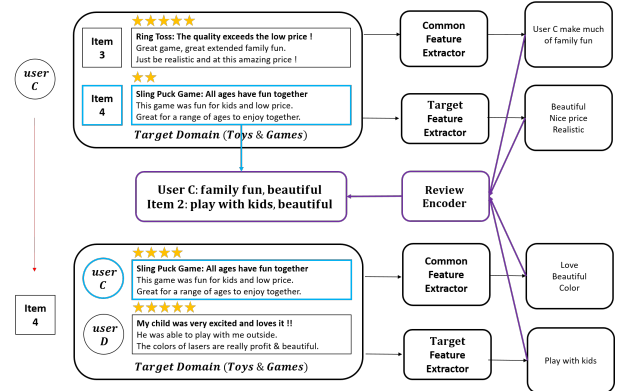 user
C
Item
3
Ring Toss: The quality exceeds the low price !
Great game, great extended family fun.
Just be realistic and at this amazing price !
Item
4
Sling Puck Game: All ages have fun together
This game was fun for kids and low price.
Great for a range of ages to enjoy together.
Target Domain (Toys & Games)
Common
Feature
Extractor
User C make much
of family fun
Target
Feature
Extractor
Beautiful
Nice price
Realistic
User C: family fun, beautiful
Item 2: play with kids, beautiful
Review
Encoder
user
C
Sling Puck Game: All ages have fun together
This game was fun for kids and low price.
Great for a range of ages to enjoy together.
user
D
My child was very excited and loves it !!
He was able to play with me outside.
The colors of lasers are really profit & beautiful.
Target Domain (Toys & Games)
Item
4
Common
Feature
Extractor
Love
Beautiful
Color
Target
Feature
Extractor
Play with kids